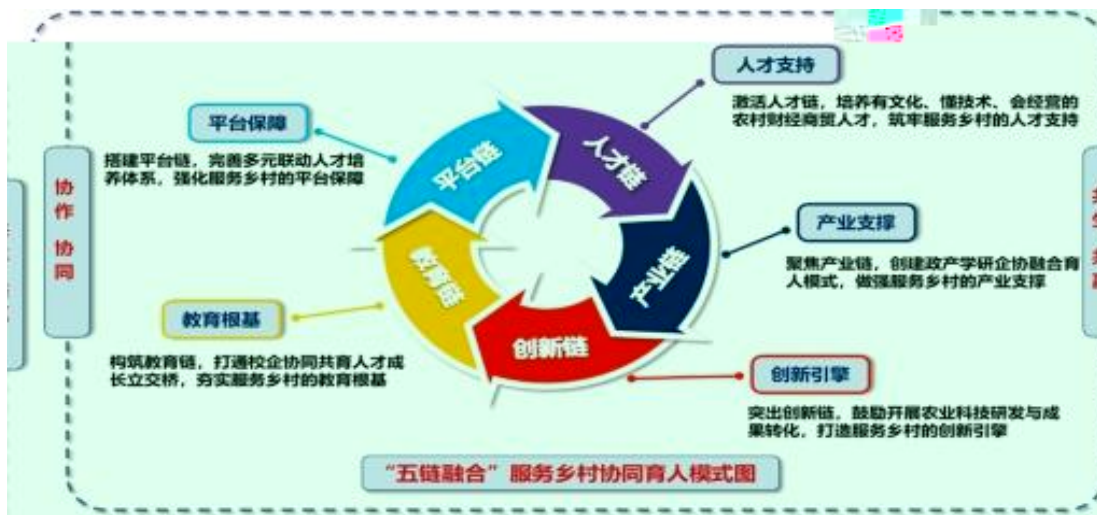 人才支持
激活人才链，培养有文化、懂技术、会经营的
农村财经商贸人才，筑牢服务乡村的人才支持
平台保障
搭建平台链，完善多元联动人才培
养体系，强化服务乡村的平台保障
协作 协同
平台链
人才链
产业链
创新链
教育链
产业支撑
聚焦产业链，创建政产学研企协融合育
人模式，做强服务乡村的产业支撑
教育根基
构筑教育链，打通校企协同共育人才成
长立交桥，夯实服务乡村的教育根基
创新引擎
突出创新链，鼓励开展农业科技研发与成
果转化，打造服务乡村的创新引擎
“五链融合”服务乡村协同育人模式图